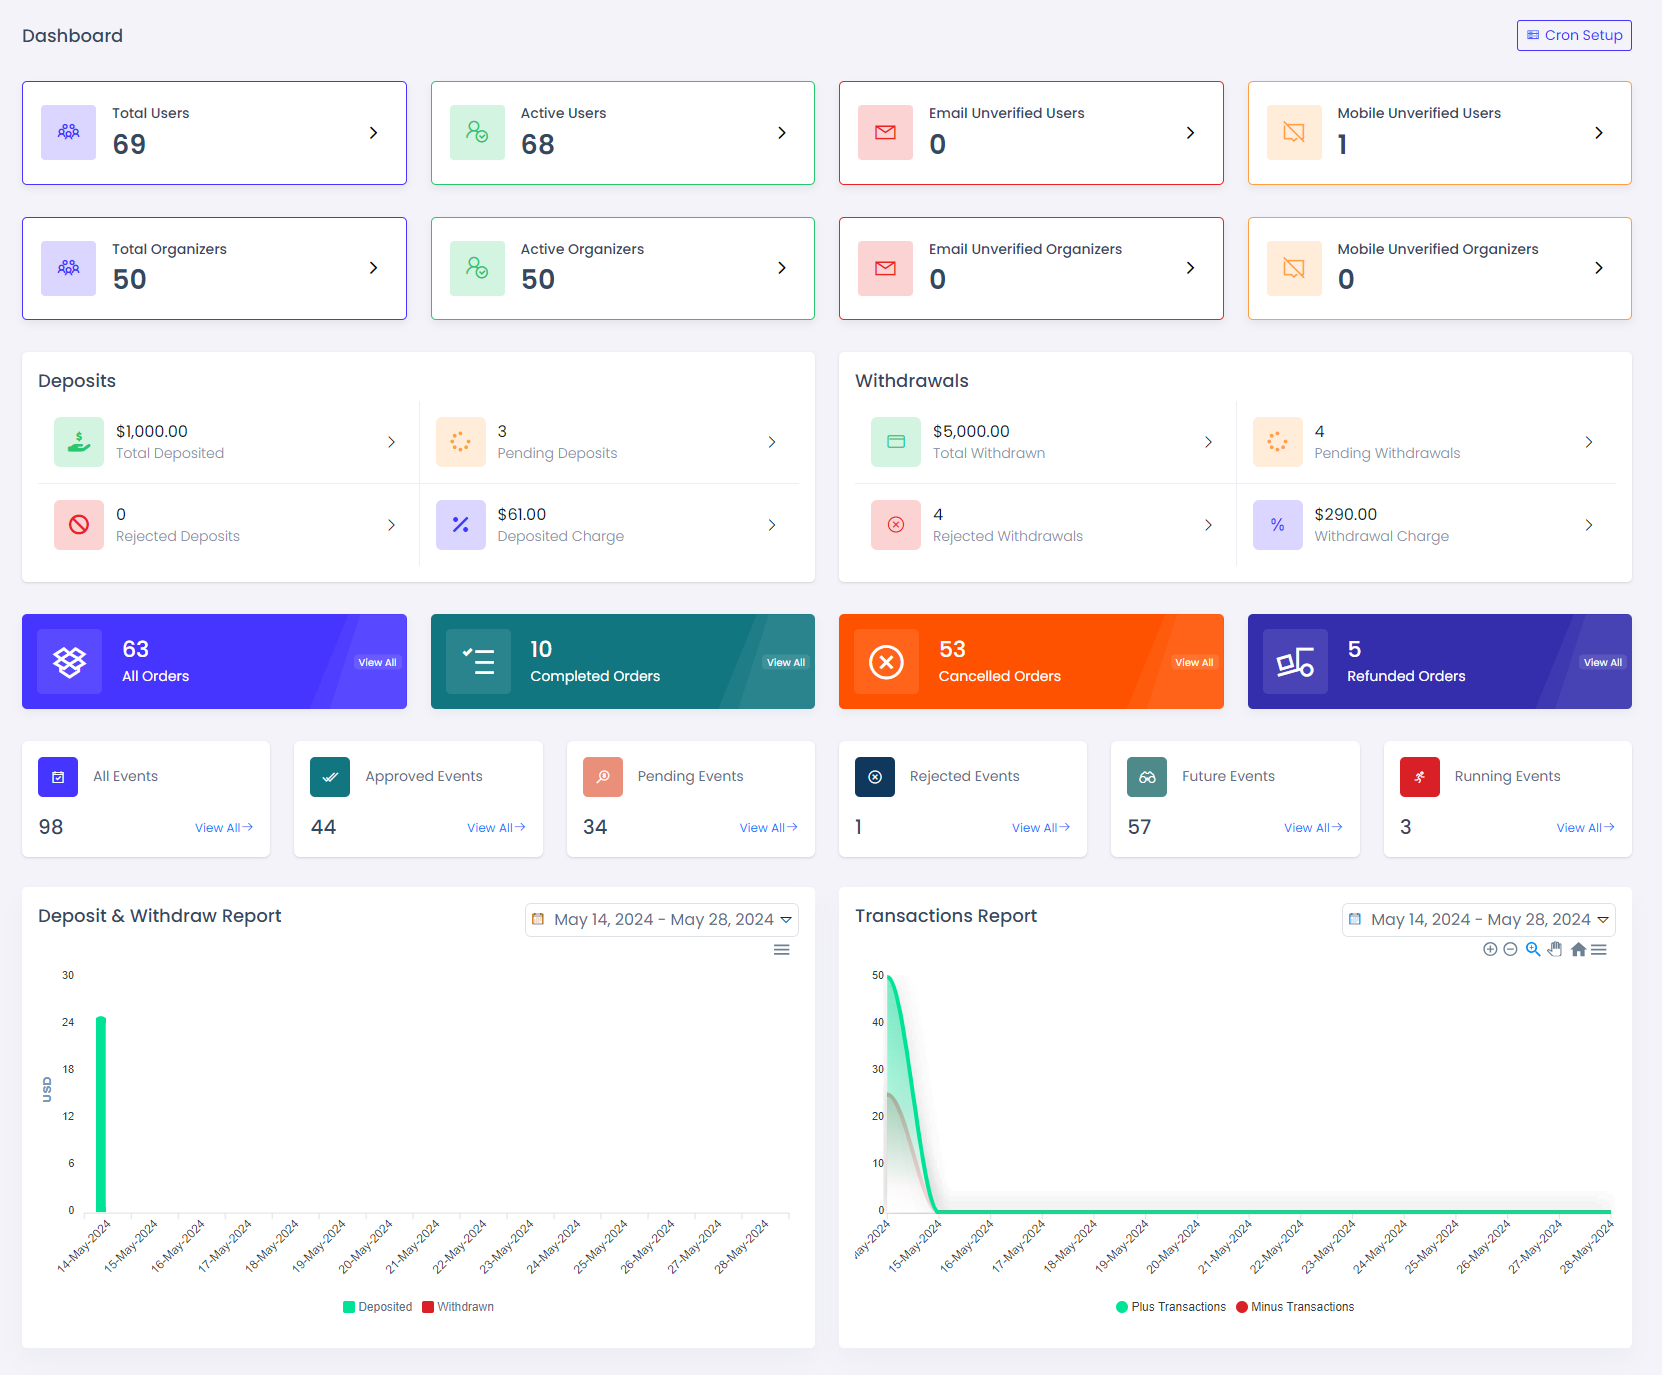 Dashboard
Cron Setup
Total Users
69
Active Users
68
Email Unverified Users
0
Mobile Unverified Users
1
Total Organizers
50
Active Organizers
50
Email Unverified Organizers
0
Mobile Unverified Organizers
0
Deposits
$1,000.00
Total Deposited
3
Pending Deposits
0
Rejected Deposits
$61.00
Deposited Charge
Withdrawals
$5,000.00
Total Withdrawn
4
Pending Withdrawals
4
Rejected Withdrawals
$290.00
Withdrawal Charge
63
All Orders
View All
10
Completed Orders
View All
53
Cancelled Orders
View All
5
Refunded Orders
View All
All Events
98
View All
Approved Events
44
View All
Pending Events
34
View All
Rejected Events
1
View All
Future Events
57
View All
Running Events
3
View All
Deposit & Withdraw Report
May 14, 2024 - May 28, 2024
30
24
18
12
6
0
USD
14-May-2024
15-May-2024
16-May-2024
17-May-2024
18-May-2024
19-May-2024
20-May-2024
21-May-2024
22-May-2024
23-May-2024
24-May-2024
25-May-2024
26-May-2024
27-May-2024
28-May-2024
Deposited
Withdrawn
Transactions Report
May 14, 2024 - May 28, 2024
50
40
30
20
10
0
ay-2024
15-May-2024
16-May-2024
17-May-2024
18-May-2024
19-May-2024
20-May-2024
21-May-2024
22-May-2024
23-May-2024
24-May-2024
25-May-2024
26-May-2024
27-May-2024
28-May-2024
Plus Transactions
Minus Transactions